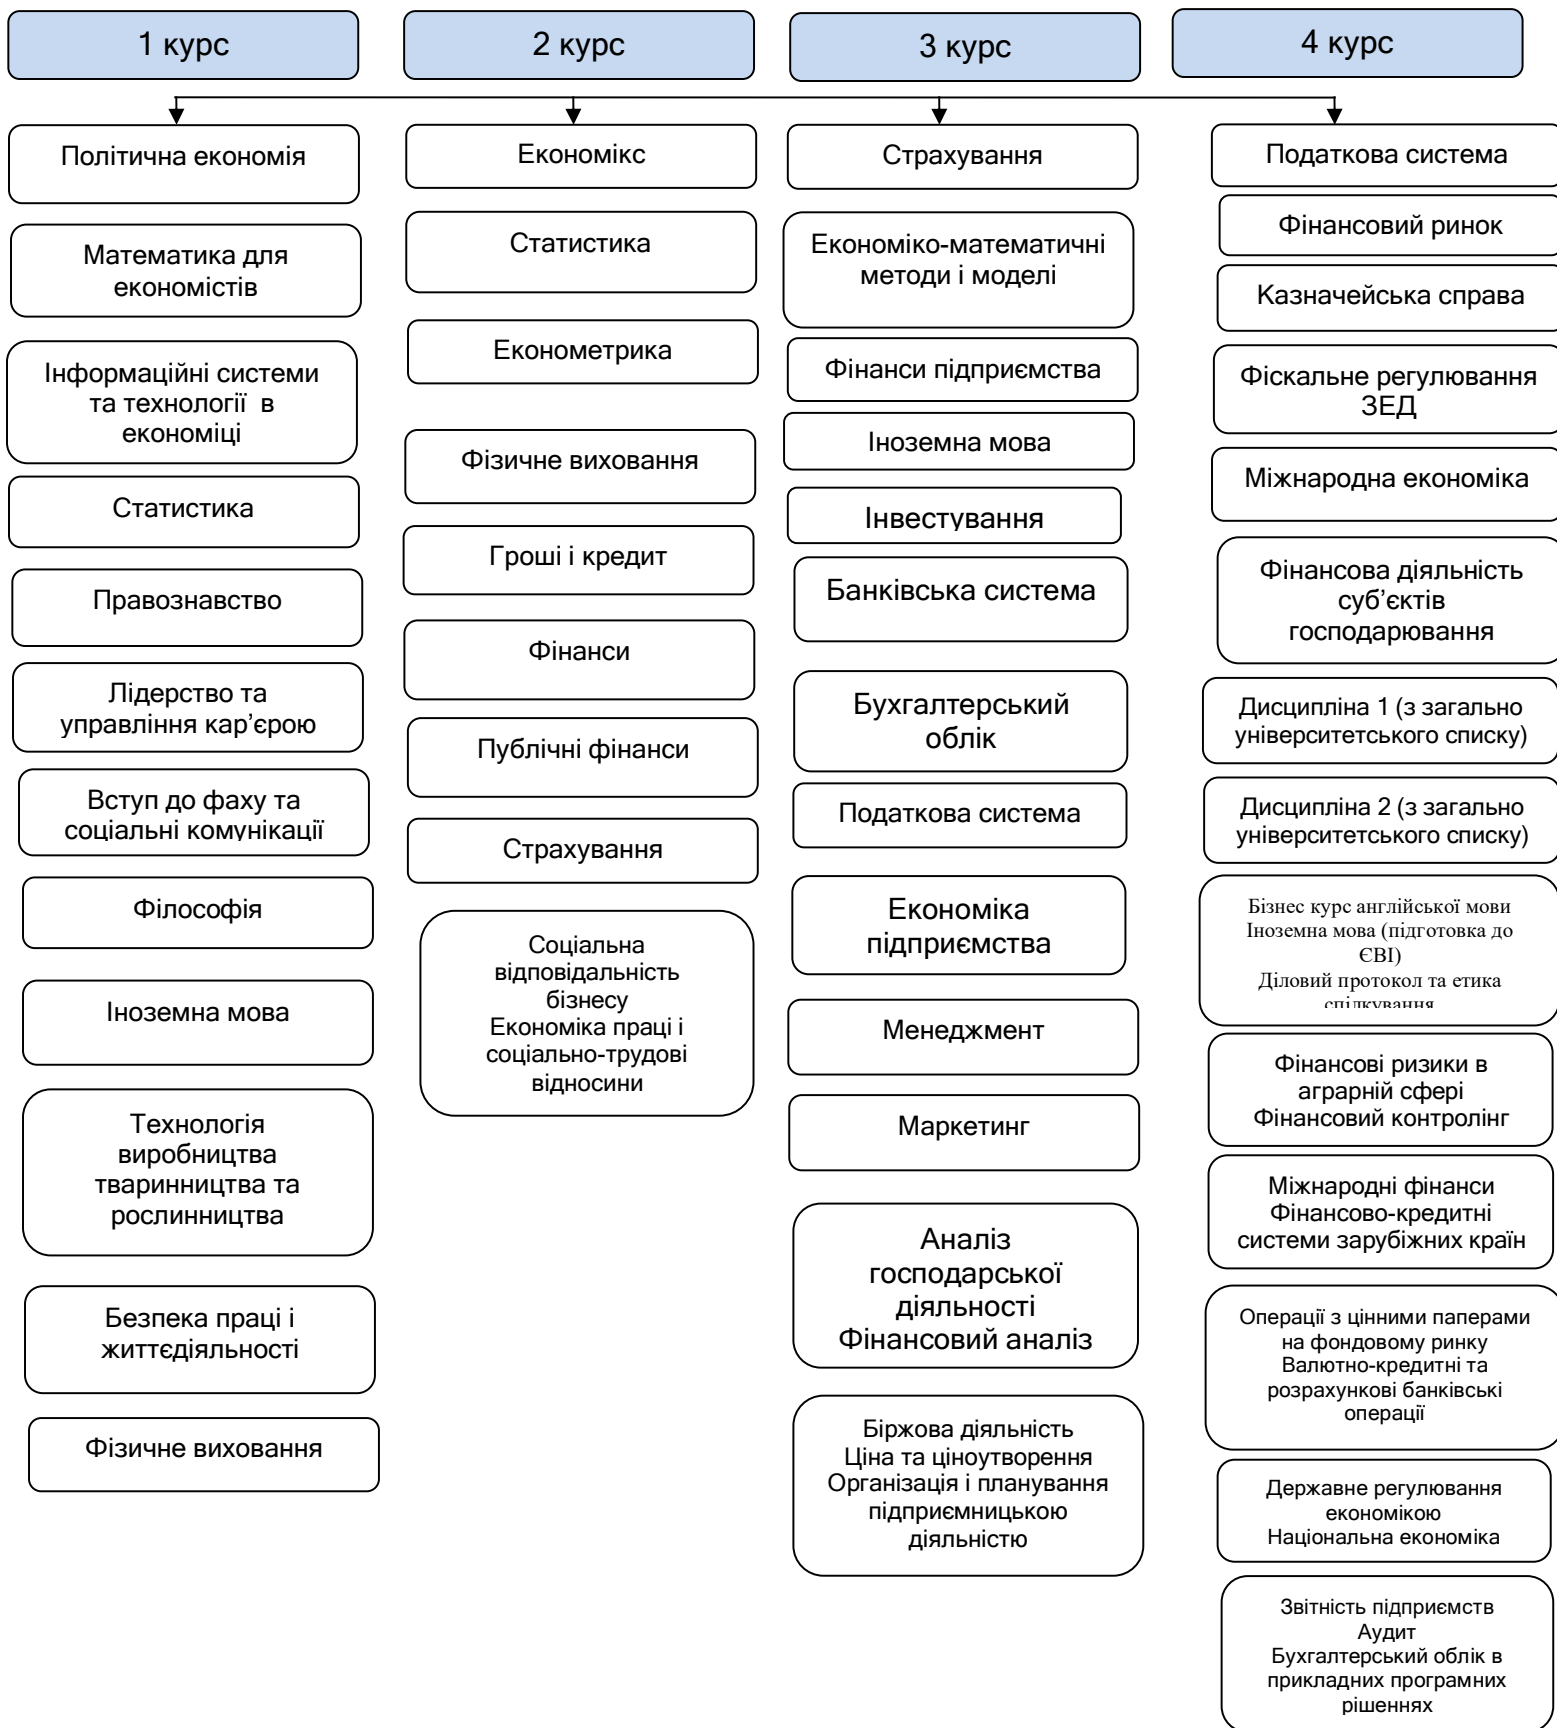 1 курс
2 курс
3 курс
4 курс
Політична економія
Математика для
економістів
Інформаційні системи
та технології в
економіці
Статистика
Правознавство
Лідерство та
управління кар’єрою
Вступ до фаху та
соціальні комунікації
Філософія
Іноземна мова
Технологія
виробництва
тваринництва та
рослинництва
Безпека праці і
життєдіяльності
Фізичне виховання
Економікс
Статистика
Економетрика
Фізичне виховання
Гроші і кредит
Фінанси
Публічні фінанси
Страхування
Соціальна
відповідальність
бізнесу
Економіка праці і
соціально-трудові
відносини
Страхування
Економіко-математичні
методи і моделі
Фінанси підприємства
Іноземна мова
Інвестування
Банківська система
Бухгалтерський
облік
Податкова система
Економіка
підприємства
Менеджмент
Маркетинг
Аналіз
господарської
діяльності
Фінансовий аналіз
Біржова діяльність
Ціна та ціноутворення
Організація і планування
підприємницькою
діяльністю
Податкова система
Фінансовий ринок
Казначейська справа
Фіскальне регулювання
ЗЕД
Міжнародна економіка
Фінансова діяльність
суб’єктів
господарювання
Дисципліна 1 (з загально
університетського списку)
Дисципліна 2 (з загально
університетського списку)
Бізнес курс англійської мови
Іноземна мова (підготовка до
ЄВІ)
Діловий протокол та етика
спілкування
Фінансові ризики в
аграрній сфері
Фінансовий контролінг
Міжнародні фінанси
Фінансово-кредитні
системи зарубіжних країн
Операції з цінними паперами
на фондовому ринку
Валютно-кредитні та
розрахункові банківські
операції
Державне регулювання
економікою
Національна економіка
Звітність підприємств
Аудит
Бухгалтерський облік в
прикладних програмних
рішеннях